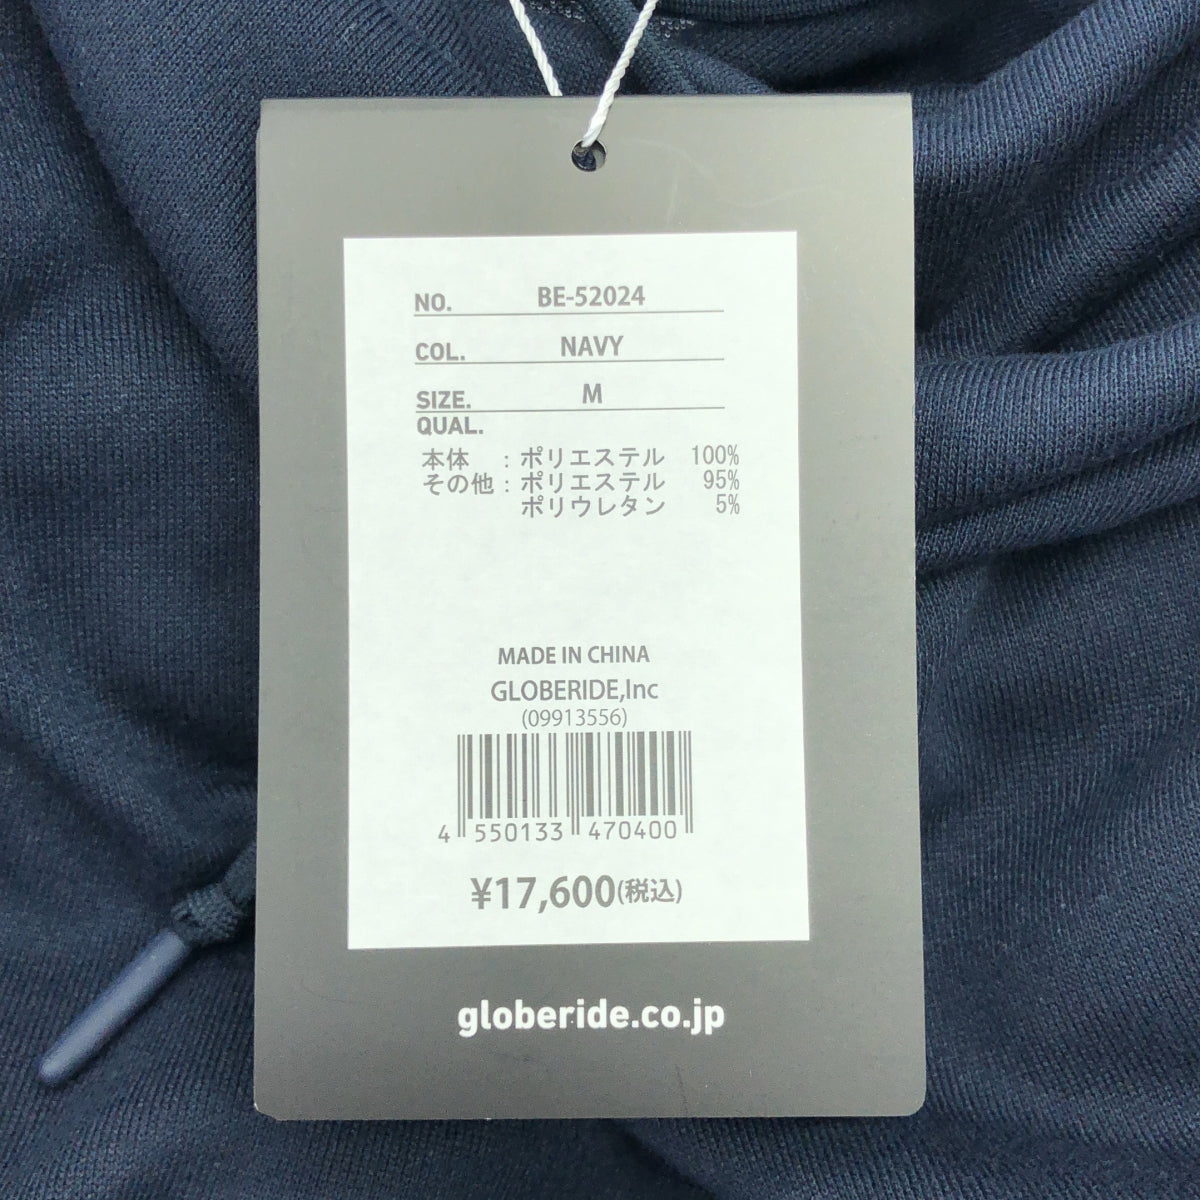 NO. BE-52024
COL. NAVY
SIZE. M
QUAL.
本体 : ポリエステル 100%
その他 : ポリエステル 95%
ポリウレタン 5%
MADE IN CHINA
GLOBERIDE,Inc
(09913556)
4 550133 470400
¥17,600(税込)
globeride.co.jp